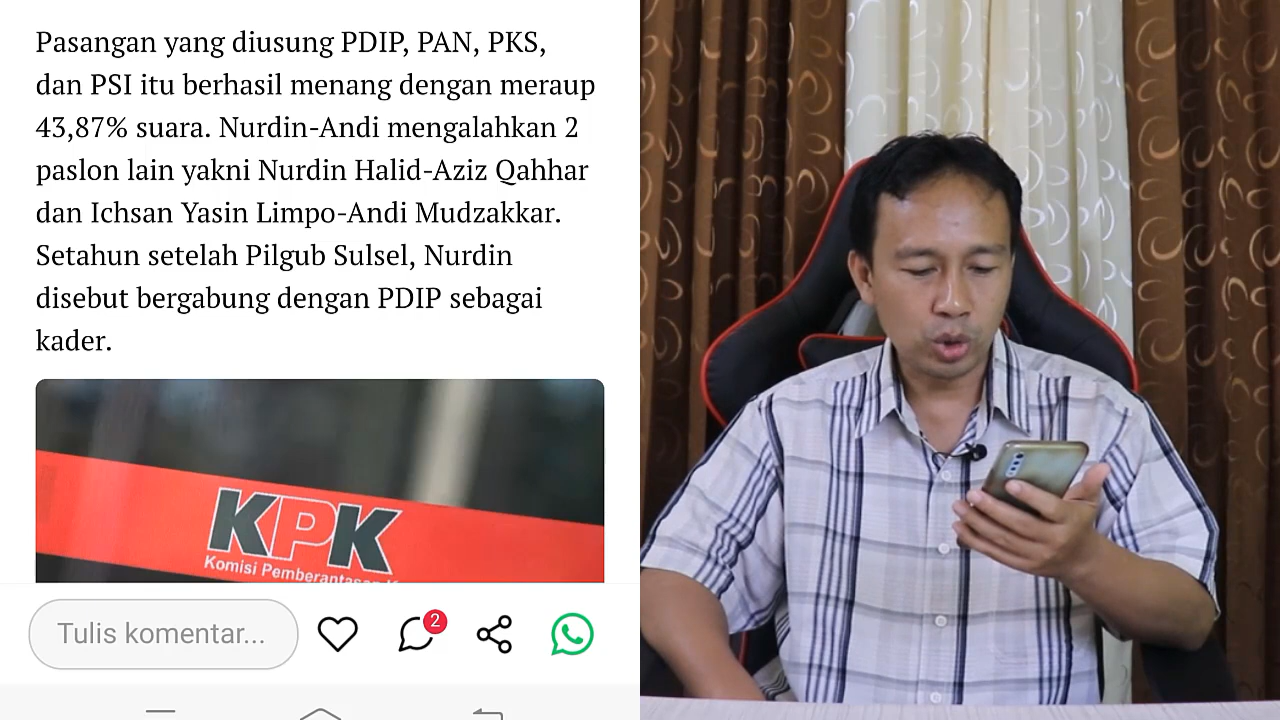 Pasangan yang diusung PDIP, PAN, PKS,
dan PSI itu berhasil menang dengan meraup
43,87% suara. Nurdin-Andi mengalahkan 2
paslon lain yakni Nurdin Halid-Aziz Qahhar
dan Ichsan Yasin Limpo-Andi Mudzakkar.
Setahun setelah Pilgub Sulsel, Nurdin
disebut bergabung dengan PDIP sebagai
kader.
KPK
Komisi Pemberantasan K
Tulis komentar...
2